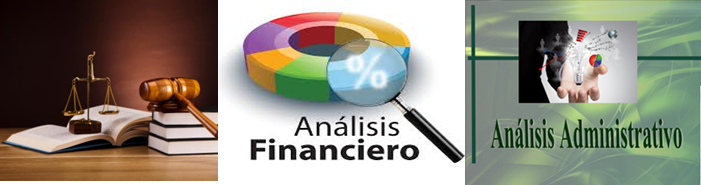 %
Análisis
Financiero
Análisis Administrativo